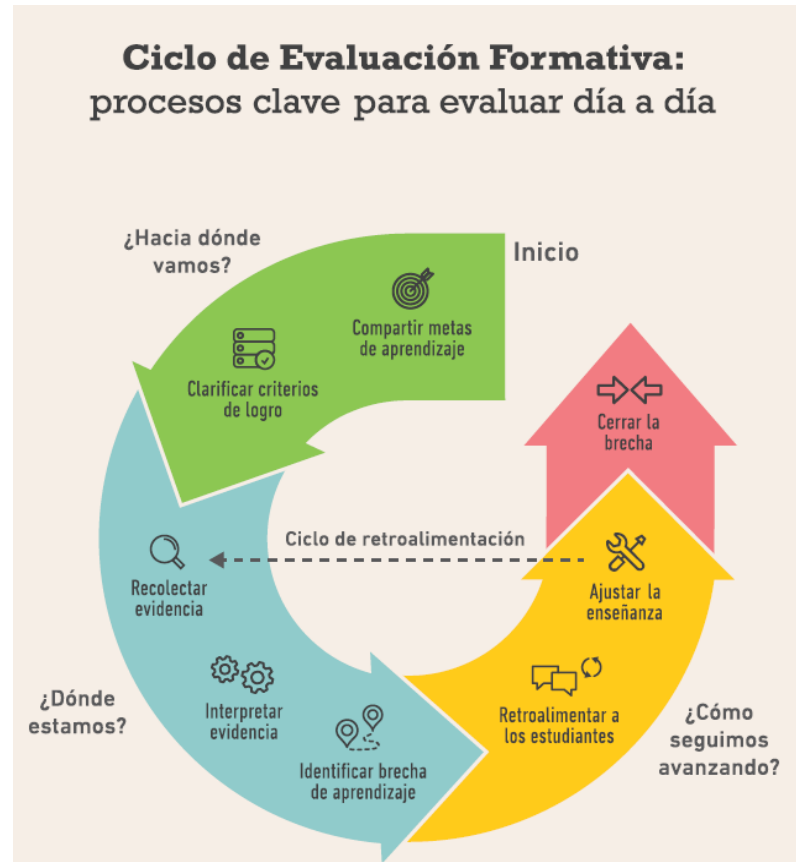 Ciclo de Evaluación Formativa:
procesos clave para evaluar día a día
¿Hacia dónde
vamos?
Inicio
Compartir metas
de aprendizaje
Clarificar criterios
de logro
Cerrar la
brecha
Ciclo de retroalimentación
Recolectar
evidencia
Ajustar la
enseñanza
¿Dónde
estamos?
Interpretar
evidencia
Identificar brecha
de aprendizaje
Retroalimentar a
los estudiantes
¿Cómo
seguimos
avanzando?